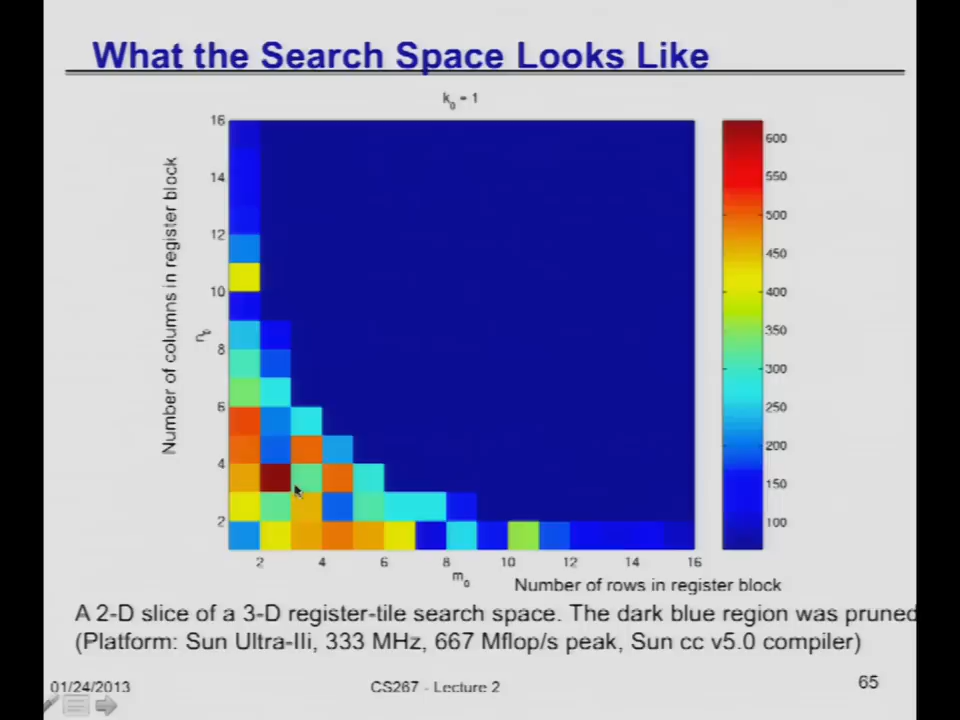 What the Search Space Looks Like
k0 = 1
Number of columns in register block
n0
16
14
12
10
8
6
4
2
2 4 6 8 10 12 14 16
m0
Number of rows in register block
600
550
500
450
400
350
300
250
200
150
100
A 2-D slice of a 3-D register-tile search space. The dark blue region was pruned
(Platform: Sun Ultra-IIi, 333 MHz, 667 Mflop/s peak, Sun cc v5.0 compiler)
01/24/2013
CS267 - Lecture 2
65